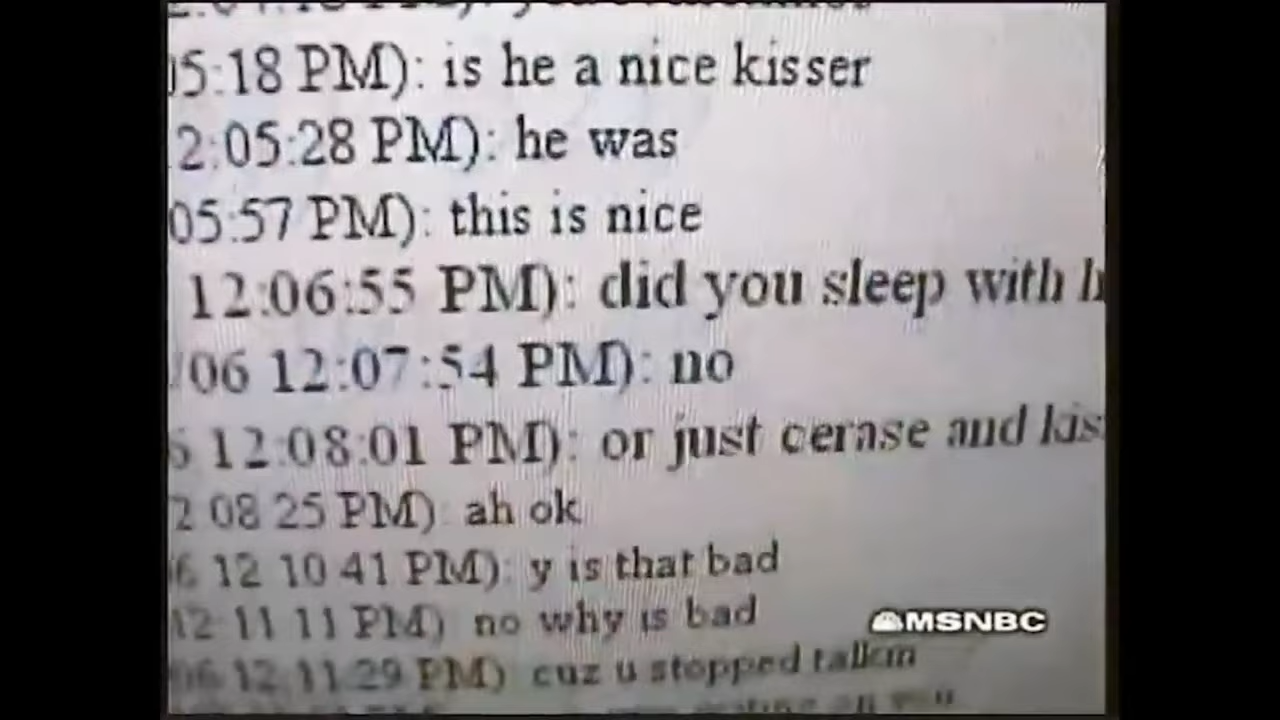 05:18 PM): is he a nice kisser
2:05:28 PM): he was
05:57 PM): this is nice
12:06:55 PM): did you sleep with h
/06 12:07:54 PM): no
6 12:08:01 PM): or just cerase and kis
2 08 25 PM) ah ok
6 12 10 41 PM): y is that bad
12 11 11 PM) no why is bad
MSNBC
06 12 11:29 PM) cuz u stopped talkin